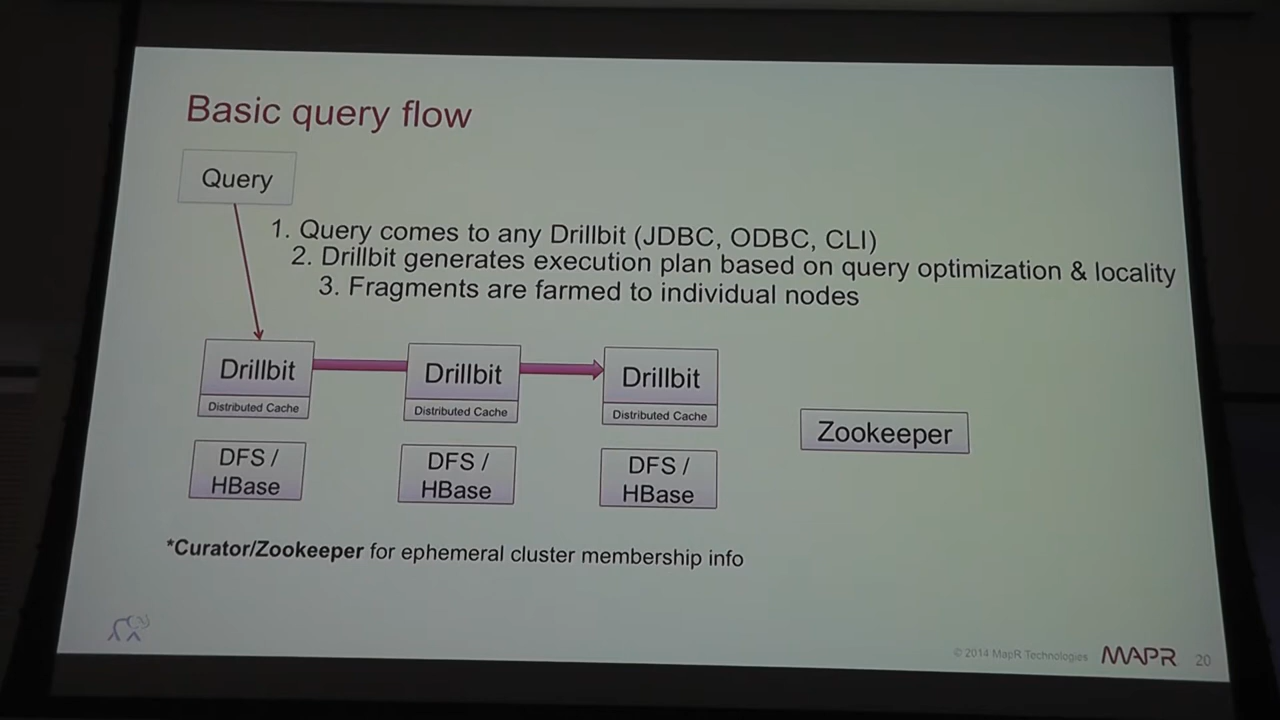 Basic query flow
Query
1. Query comes to any Drillbit (JDBC, ODBC, CLI)
2. Drillbit generates execution plan based on query optimization & locality
3. Fragments are farmed to individual nodes
Drillbit
Distributed Cache
DFS /
HBase
Drillbit
Distributed Cache
DFS /
HBase
Drillbit
Distributed Cache
DFS /
HBase
Zookeeper
*Curator/Zookeeper for ephemeral cluster membership info
© 2014 MapR Technologies
MAPR
20